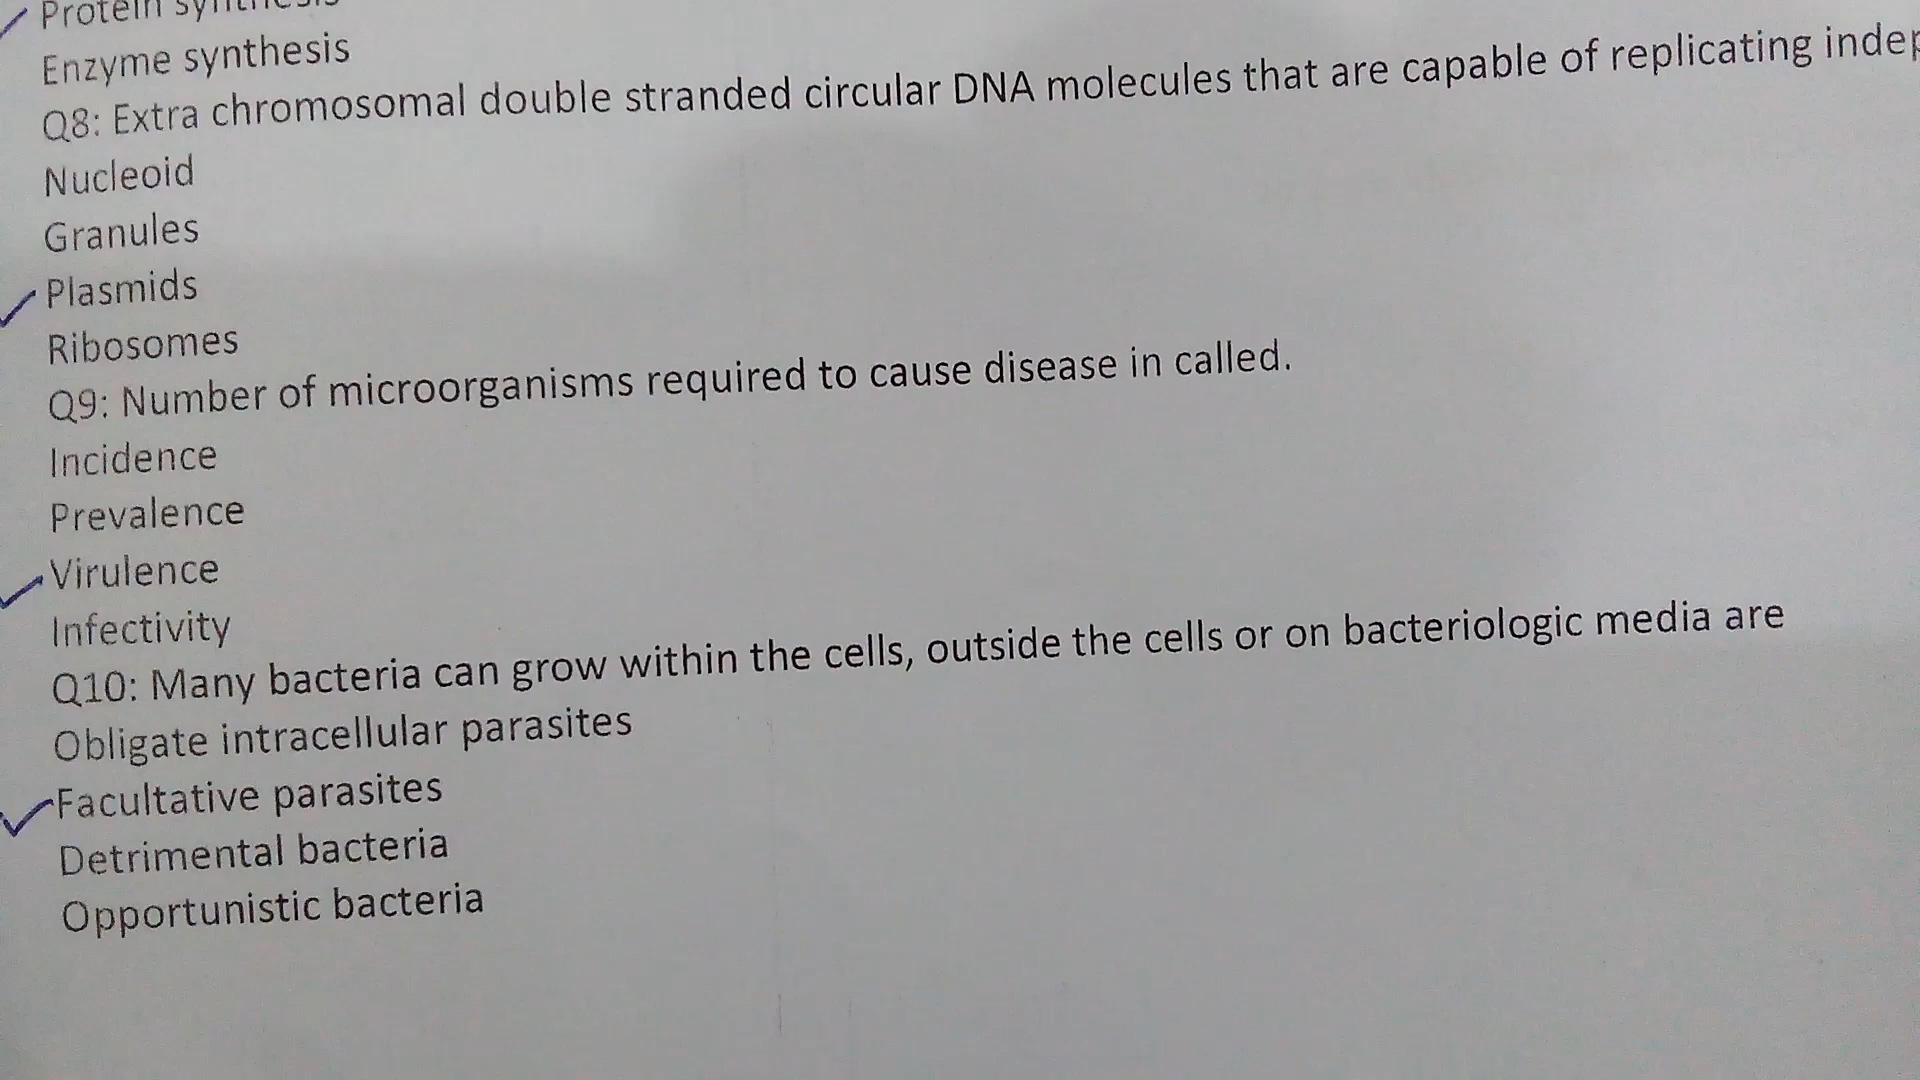 Protein synthesis
Enzyme synthesis
Q8: Extra chromosomal double stranded circular DNA molecules that are capable of replicating
Nucleoid
Granules
Plasmids
Ribosomes
Q9: Number of microorganisms required to cause disease in called.
Incidence
Prevalence
Virulence
Infectivity
Q10: Many bacteria can grow within the cells, outside the cells or on bacteriologic media are
Obligate intracellular parasites
Facultative parasites
Detrimental bacteria
Opportunistic bacteria